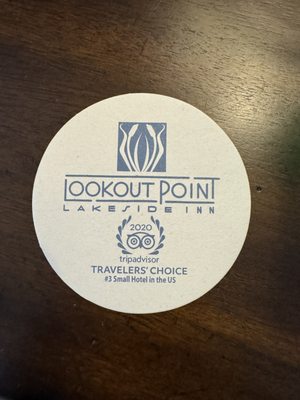 LOOKOUT POINT
LAKESIDE INN
2020
tripadvisor
TRAVELERS' CHOICE
#3 Small Hotel in the US